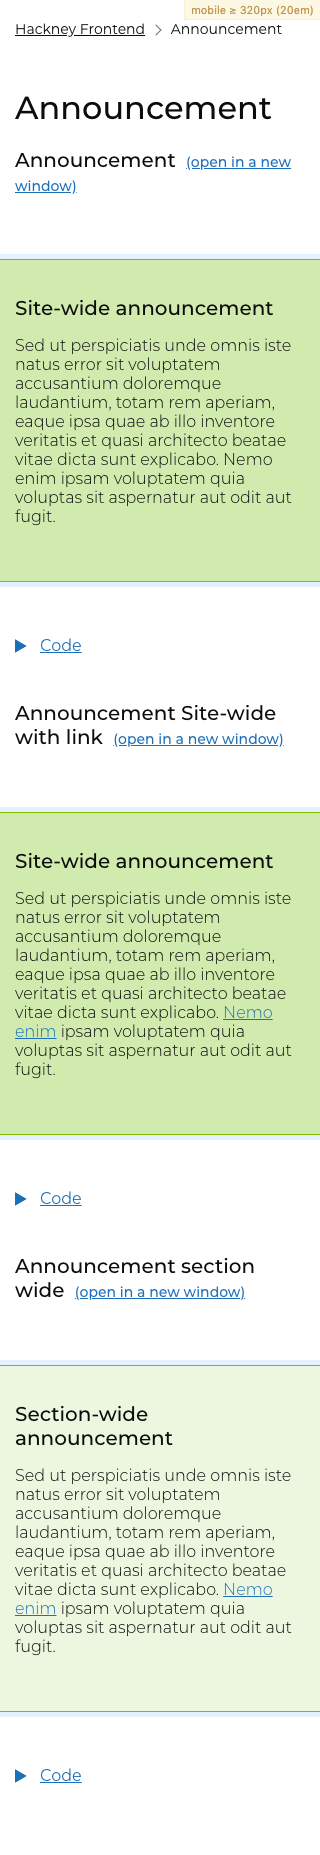 mobile ≥ 320px (20em)
Hackney Frontend > Announcement
Announcement
Announcement (open in a new
window)
Site-wide announcement
Sed ut perspiciatis unde omnis iste
natus error sit voluptatem
accusantium doloremque
laudantium, totam rem aperiam,
eaque ipsa quae ab illo inventore
veritatis et quasi architecto beatae
vitae dicta sunt explicabo. Nemo
enim ipsam voluptatem quia
voluptas sit aspernatur aut odit aut
fugit.
Code
Announcement Site-wide
with link (open in a new window)
Site-wide announcement
Sed ut perspiciatis unde omnis iste
natus error sit voluptatem
accusantium doloremque
laudantium, totam rem aperiam,
eaque ipsa quae ab illo inventore
veritatis et quasi architecto beatae
vitae dicta sunt explicabo. Nemo
enim ipsam voluptatem quia
voluptas sit aspernatur aut odit aut
fugit.
Code
Announcement section
wide (open in a new window)
Section-wide
announcement
Sed ut perspiciatis unde omnis iste
natus error sit voluptatem
accusantium doloremque
laudantium, totam rem aperiam,
eaque ipsa quae ab illo inventore
veritatis et quasi architecto beatae
vitae dicta sunt explicabo. Nemo
enim ipsam voluptatem quia
voluptas sit aspernatur aut odit aut
fugit.
Code